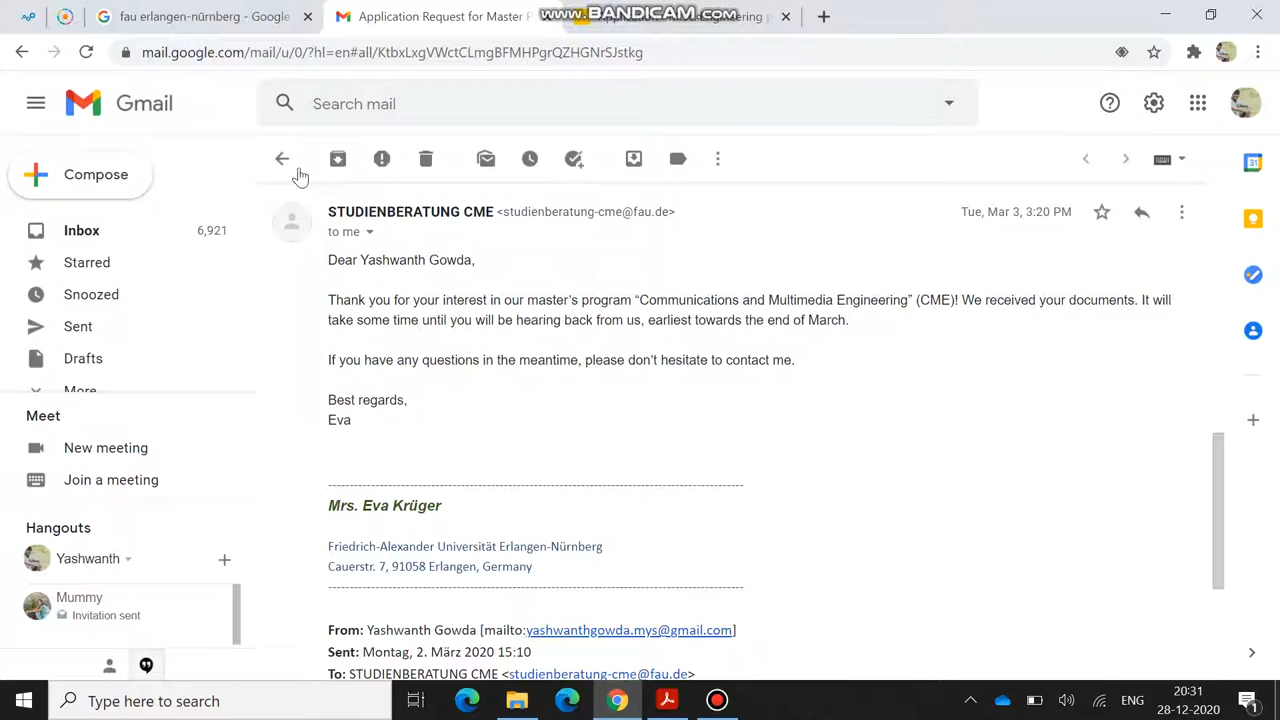 fau erlangen-nürnberg - Google
Application Request for Master P
www.BANDICAM.com
mail.google.com/mail/u/0/?hl=en#all/KtbxLxgVWctCLmgBFMHPgrQZHGNrSJstkg
Gmail
Search mail
Compose
Inbox 6,921
Starred
Snoozed
Sent
Drafts
More
Meet
New meeting
Join a meeting
Hangouts
Yashwanth
Mummy
Invitation sent
STUDIENBERATUNG CME <studienberatung-cme@fau.de>
Tue, Mar 3, 3:20 PM
to me
Dear Yashwanth Gowda,
Thank you for your interest in our master's program “Communications and Multimedia Engineering” (CME)! We received your documents. It will
take some time until you will be hearing back from us, earliest towards the end of March.
If you have any questions in the meantime, please don't hesitate to contact me.
Best regards,
Eva
Mrs. Eva Krüger
Friedrich-Alexander Universität Erlangen-Nürnberg
Cauerstr. 7, 91058 Erlangen, Germany
From: Yashwanth Gowda [mailto:yashwanthgowda.mys@gmail.com]
Sent: Montag, 2. März 2020 15:10
To: STUDIENBERATUNG CME <studienberatung-cme@fau.de>
Type here to search
ENG
20:31
28-12-2020